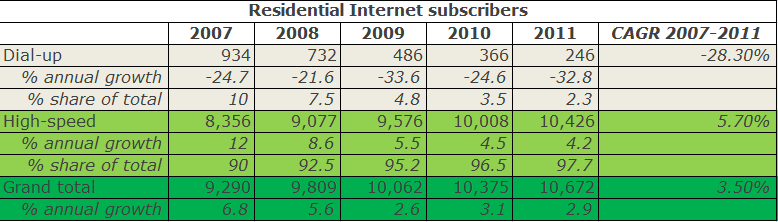 Residential Internet subscribers
2007 2008 2009 2010 2011 CAGR 2007-2011
Dial-up 934 732 486 366 246 -28.30%
% annual growth -24.7 -21.6 -33.6 -24.6 -32.8
% share of total 10 7.5 4.8 3.5 2.3
High-speed 8,356 9,077 9,576 10,008 10,426 5.70%
% annual growth 12 8.6 5.5 4.5 4.2
% share of total 90 92.5 95.2 96.5 97.7
Grand total 9,290 9,809 10,062 10,375 10,672 3.50%
% annual growth 6.8 5.6 2.6 3.1 2.9